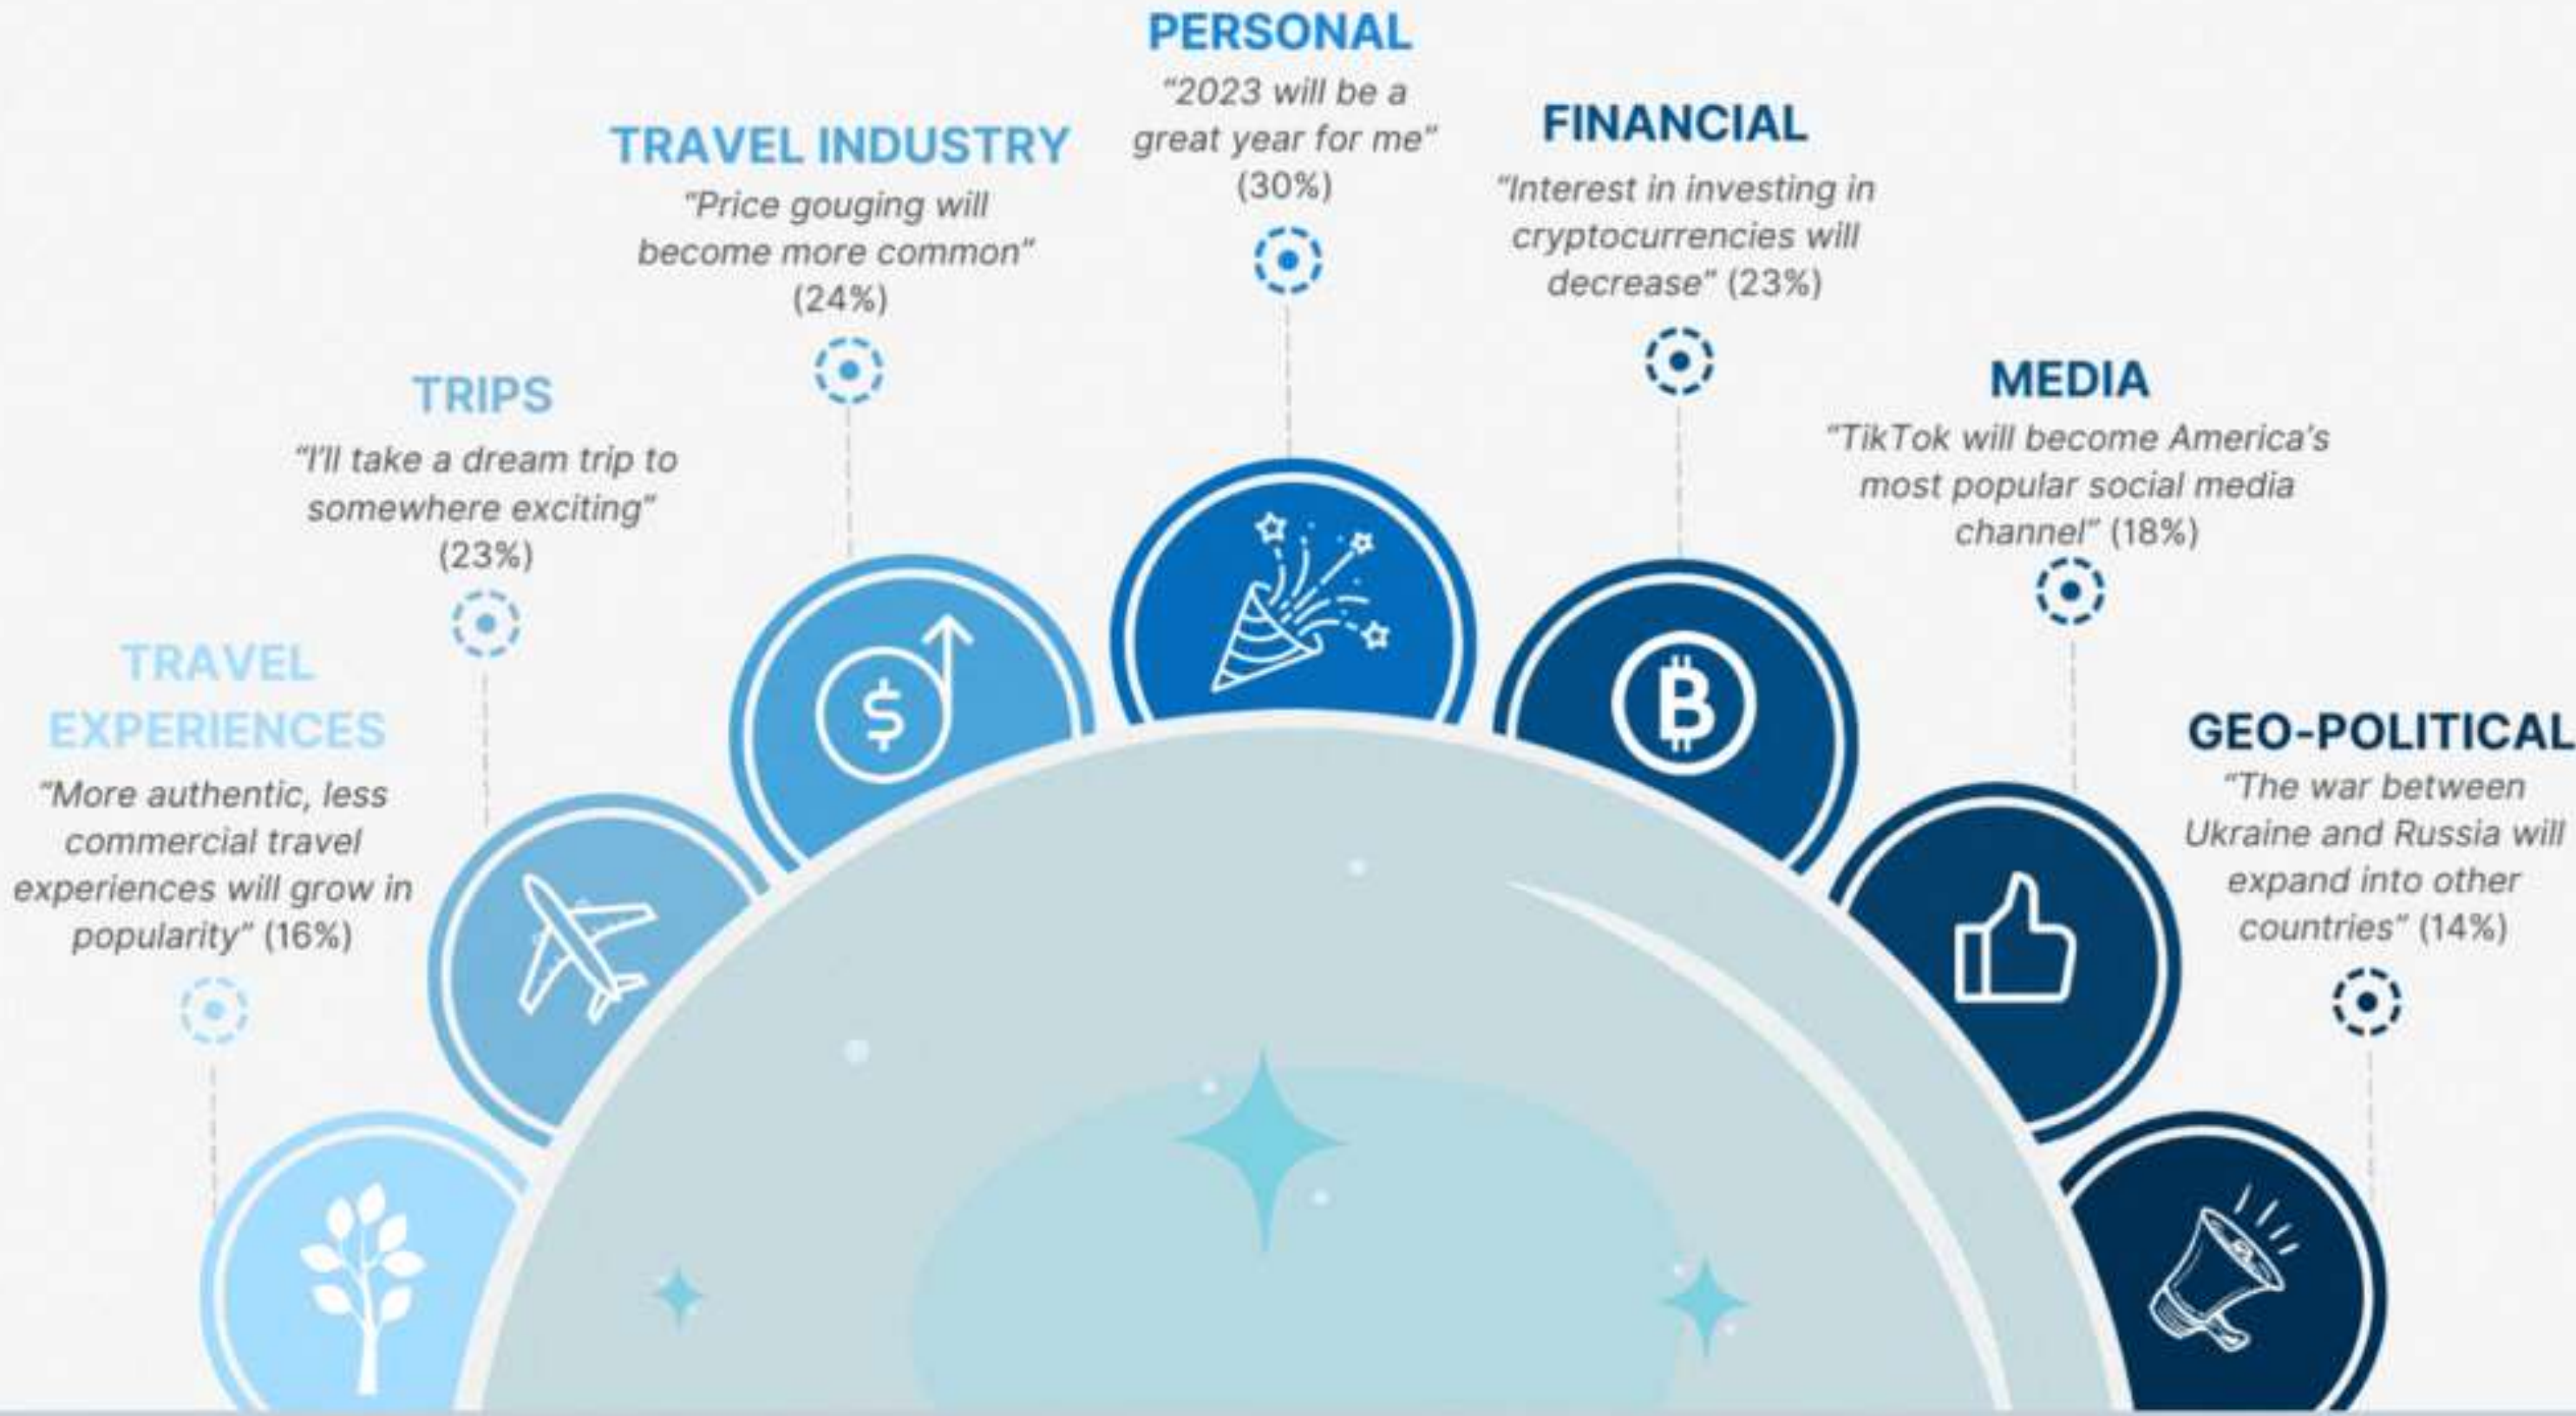 PERSONAL
“2023 will be a
great year for me”
(30%)
TRAVEL INDUSTRY
“Price gouging will
become more common”
(24%)
FINANCIAL
“Interest in investing in
cryptocurrencies will
decrease” (23%)
TRIPS
“I’ll take a dream trip to
somewhere exciting”
(23%)
MEDIA
“TikTok will become America’s
most popular social media
channel” (18%)
TRAVEL
EXPERIENCES
“More authentic, less
commercial travel
experiences will grow in
popularity” (16%)
GEO-POLITICAL
“The war between
Ukraine and Russia will
expand into other
countries” (14%)
$
B